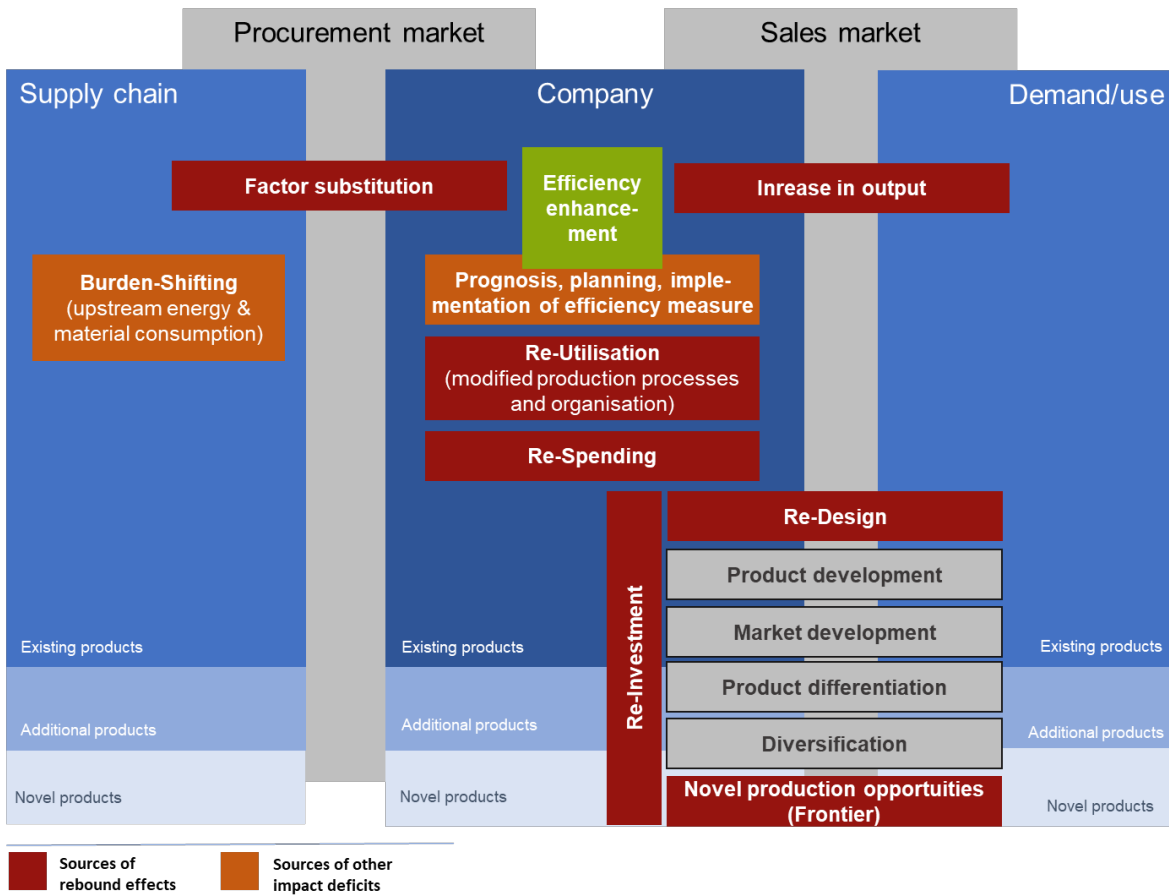 Procurement market
Sales market
Supply chain
Company
Demand/use
Factor substitution
Efficiency
enhance-
ment
Inrease in output
Burden-Shifting
(upstream energy &
material consumption)
Prognosis, planning, imple-
mentation of efficiency measure
Re-Utilisation
(modified production processes
and organisation)
Re-Spending
Re-Investment
Re-Design
Product development
Market development
Product differentiation
Diversification
Novel production opportuities
(Frontier)
Existing products
Existing products
Existing products
Additional products
Additional products
Additional products
Novel products
Novel products
Novel products
Sources of
rebound effects
Sources of other
impact deficits